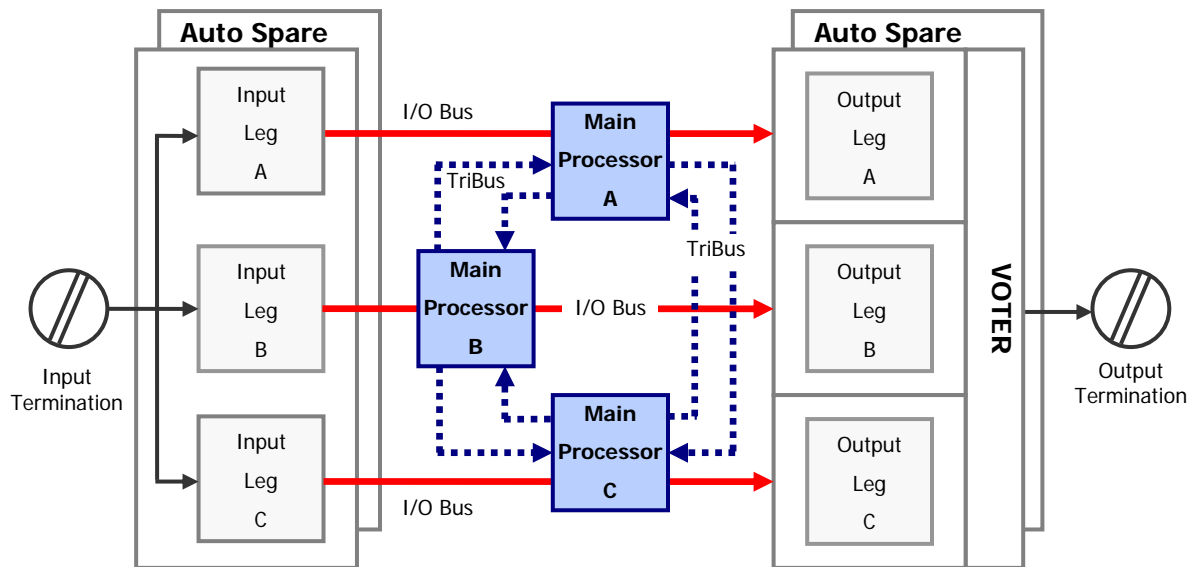 Auto Spare
Input
Leg
A
Input
Leg
B
Input
Leg
C
Input
Termination
I/O Bus
TriBus
Main
Processor
A
Main
Processor
B
Main
Processor
C
I/O Bus
TriBus
I/O Bus
Auto Spare
Output
Leg
A
Output
Leg
B
Output
Leg
C
VOTER
Output
Termination